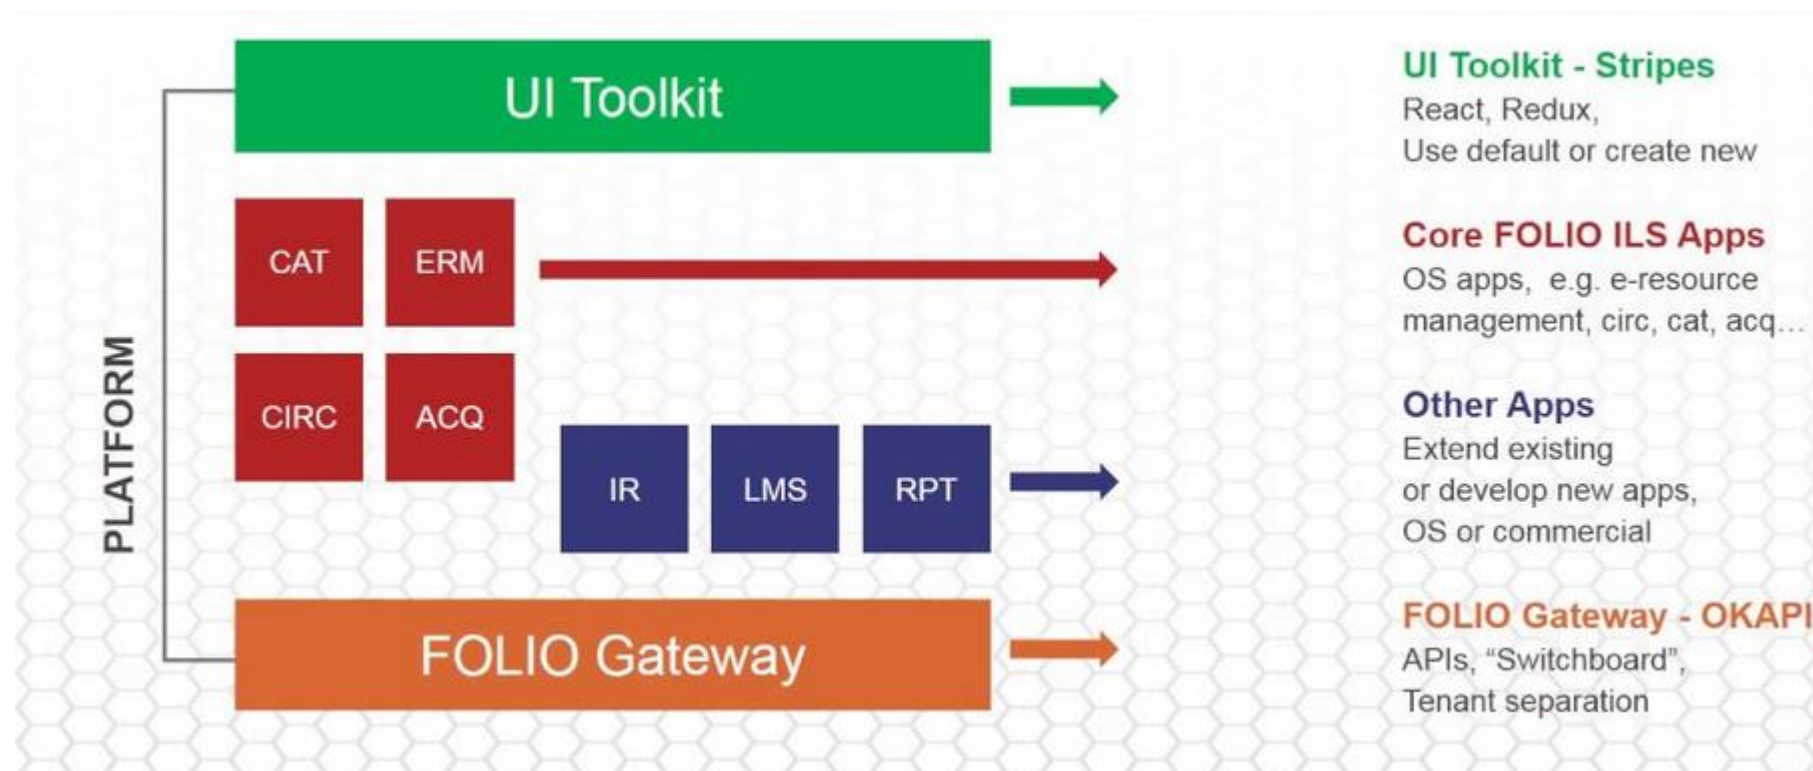 PLATFORM
UI Toolkit
CAT
ERM
CIRC
ACQ
IR
LMS
RPT
FOLIO Gateway
UI Toolkit - Stripes
React, Redux,
Use default or create new
Core FOLIO ILS Apps
OS apps,  e.g. e-resource
management, circ, cat, acq…
Other Apps
Extend existing
or develop new apps,
OS or commercial
FOLIO Gateway - OKAPI
APIs, “Switchboard”,
Tenant separation